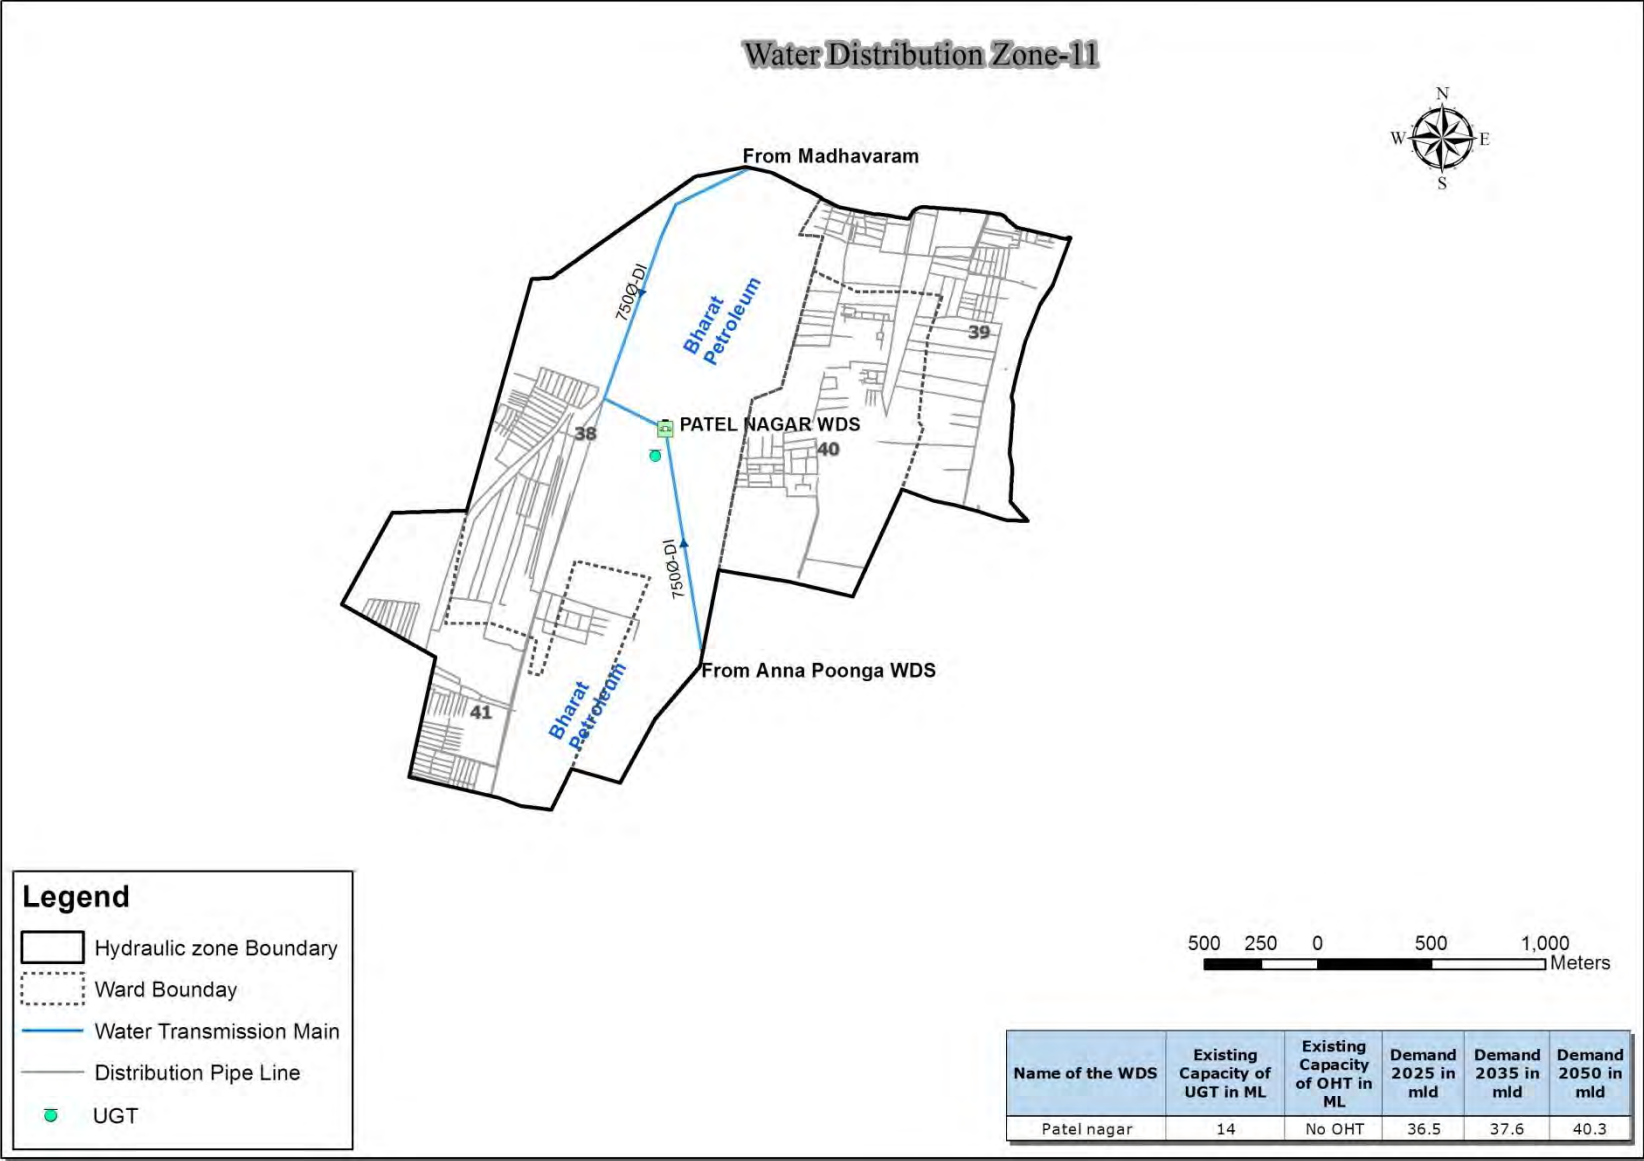 Water Distribution Zone-11
N
W
E
S
From Madhavaram
750Ø-DI
Bharat
Petroleum
39
PATEL NAGAR WDS
38
40
750Ø-DI
From Anna Poonga WDS
Bharat
Petroleum
41
Legend
Hydraulic zone Boundary
Ward Bounday
Water Transmission Main
Distribution Pipe Line
UGT
500 250 0 500 1,000
Meters
Name of the WDS
Existing
Capacity of
UGT in ML
Existing
Capacity
of OHT in
ML
Demand
2025 in
mld
Demand
2035 in
mld
Demand
2050 in
mld
Patel nagar 14 No OHT 36.5 37.6 40.3